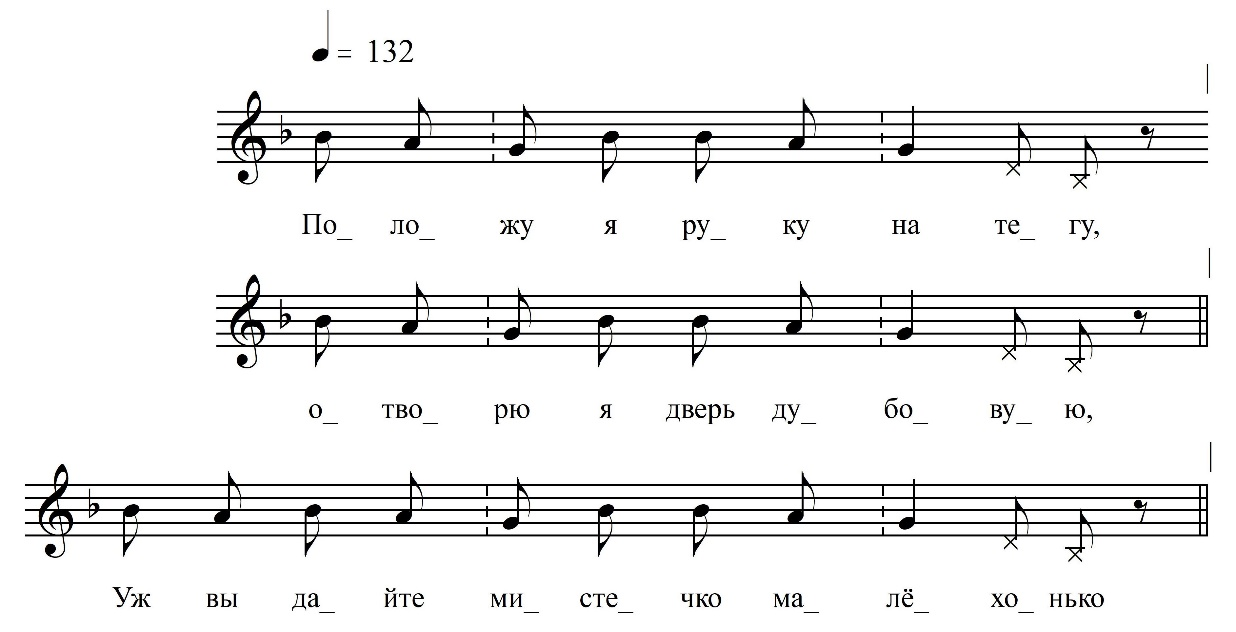 = 132
По_ ло_ жу я ру_ ку на те_ гу,
о_ тво_ рю я дверь ду_ бо_ ву_ ю,
Уж вы да_ йте ми_ сте_ чко ма_ лё_ хо_ нько